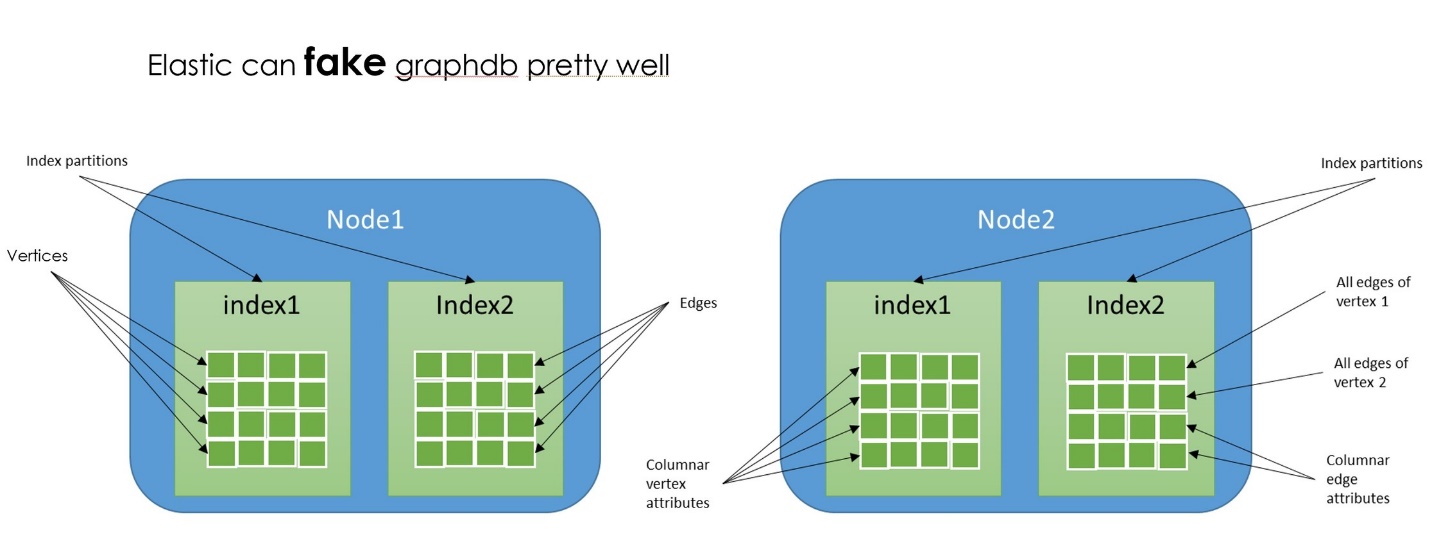 Elastic can fake graphdb pretty well
Index partitions
Index partitions
Node1
Node2
Vertices
index1
Index2
Edges
index1
Index2
All edges of
vertex 1
All edges of
vertex 2
Columnar
vertex
attributes
Columnar
edge
attributes